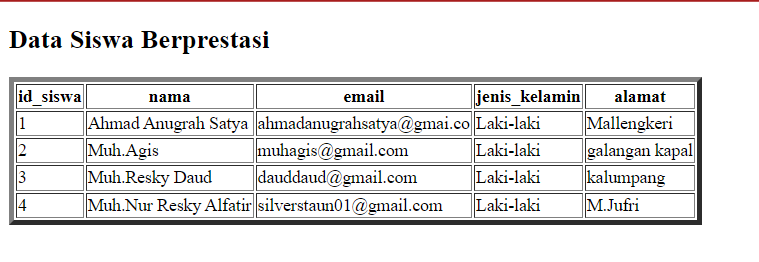 Data Siswa Berprestasi
id_siswa nama email jenis_kelamin alamat
1 Ahmad Anugrah Satya ahmadanugrahsatya@gmai.co Laki-laki Mallengkeri
2 Muh.Agis muhagis@gmail.com Laki-laki galangan kapal
3 Muh.Resky Daud dauddaud@gmail.com Laki-laki kalumpang
4 Muh.Nur Resky Alfatir silverstaun01@gmail.com Laki-laki M.Jufri